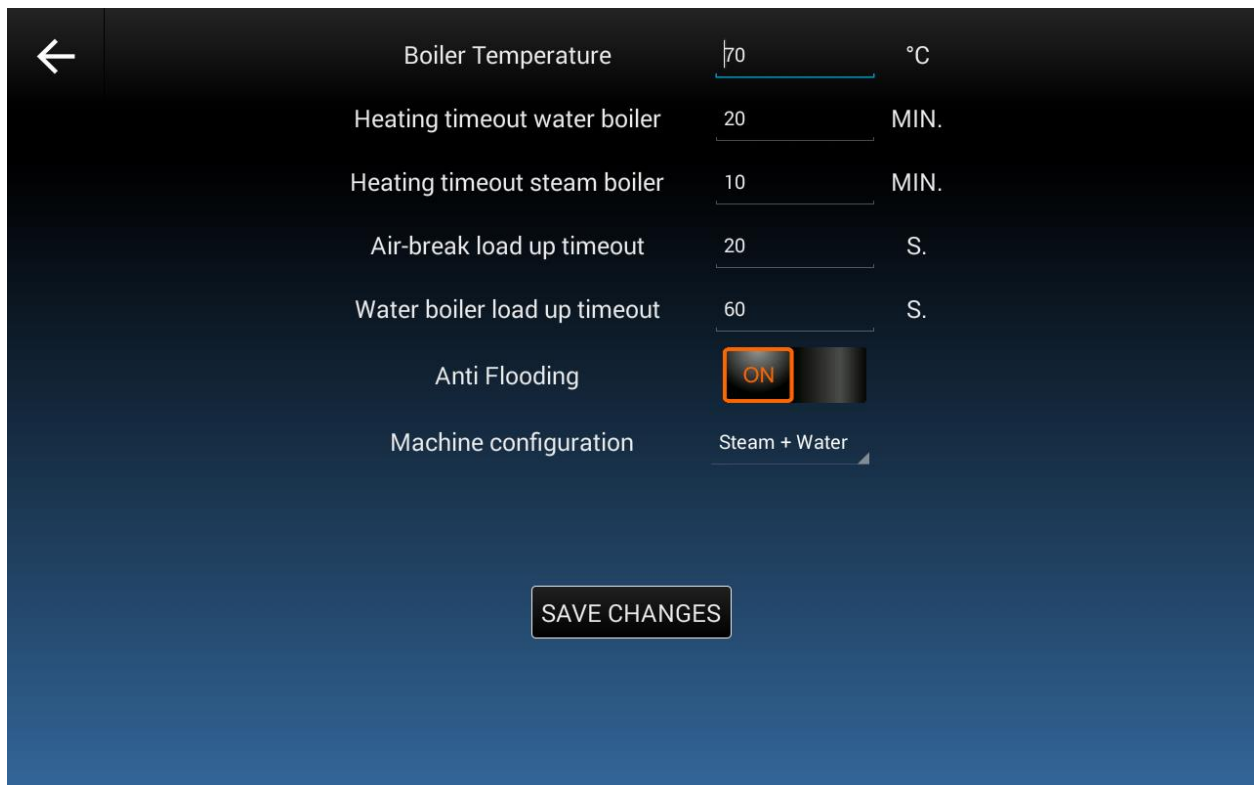 Boiler Temperature 70 °C
Heating timeout water boiler 20 MIN.
Heating timeout steam boiler 10 MIN.
Air-break load up timeout 20 S.
Water boiler load up timeout 60 S.
Anti Flooding ON
Machine configuration Steam + Water
SAVE CHANGES